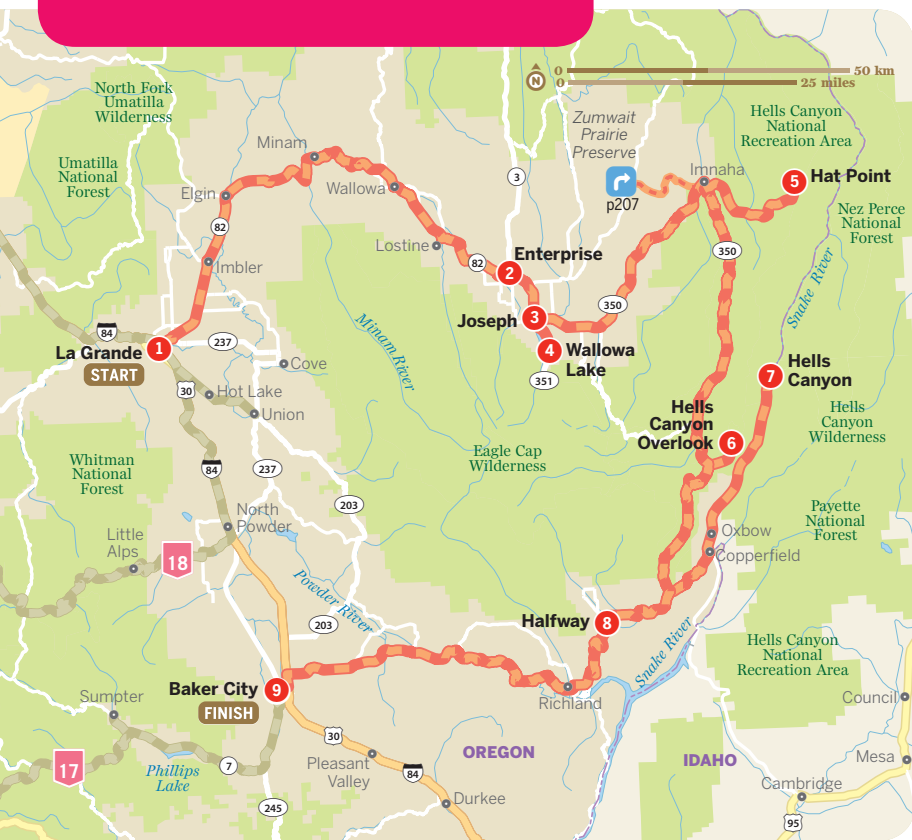 0
50 km
N
0
25 miles
North Fork
Umatilla
Wilderness
Zumwait
Prairie
Preserve
Hells Canyon
National
Recreation Area
Minam
Umatilla
National
Forest
Elgin
Wallowa
3
Imnaha
5
Hat Point
p207
Nez Perce
National
Forest
82
Lostine
82
Enterprise
2
350
Imbler
Snake River
350
Joseph
3
84
237
La Grande
1
START
Minam River
4
Wallowa
Lake
351
Cove
30
Hot Lake
Union
7
Hells
Canyon
Hells
Canyon
Overlook
6
Hells
Canyon
Wilderness
Eagle Cap
Wilderness
Whitman
National
Forest
84
237
203
North
Powder
Payette
National
Forest
Little
Alps
18
Oxbow
Copperfield
Powder River
203
Halfway
8
Snake River
Hells Canyon
National
Recreation Area
Baker City
9
FINISH
Richland
Sumpter
Council
30
OREGON
IDAHO
Mesa
17
Phillips
Lake
7
Pleasant
Valley
84
Cambridge
Durkee
245
95